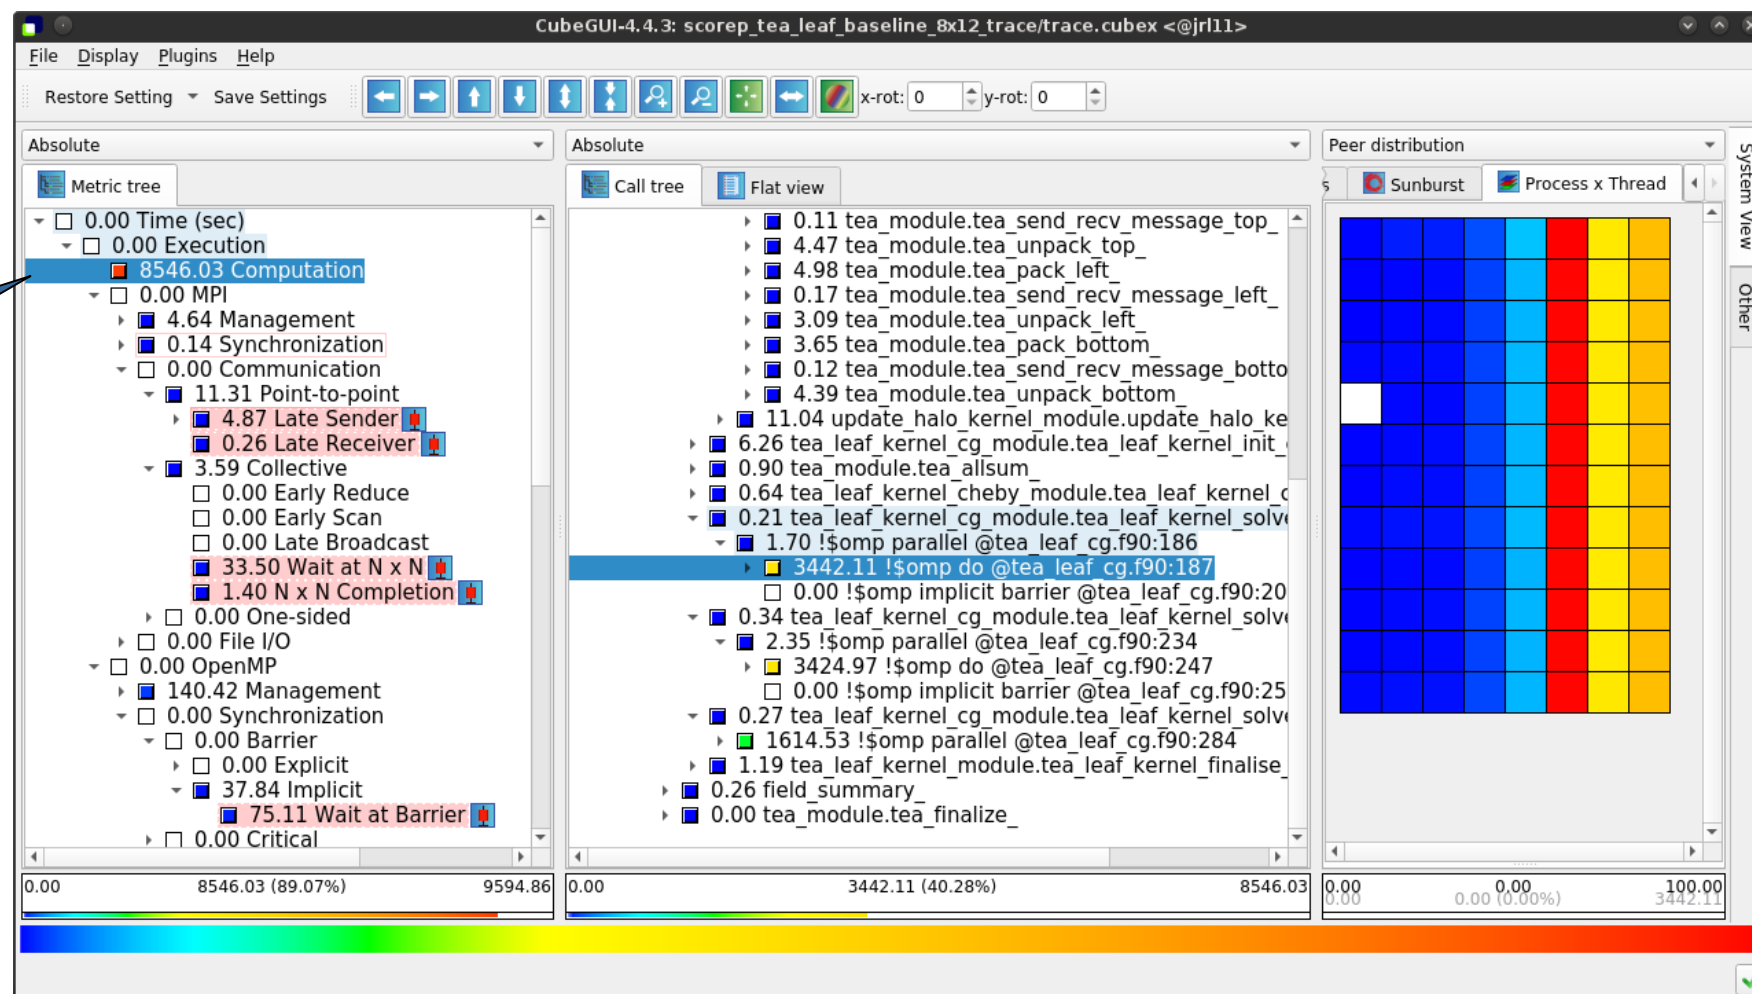 CubeGUI-4.4.3: scorep_tea_leaf_baseline_8x12_trace/trace.cubex <@jrl11>
File Display Plugins Help
Restore Setting Save Settings x-rot: 0 y-rot: 0
Absolute
Metric tree
0.00 Time (sec)
0.00 Execution
8546.03 Computation
0.00 MPI
4.64 Management
0.14 Synchronization
0.00 Communication
11.31 Point-to-point
4.87 Late Sender
0.26 Late Receiver
3.59 Collective
0.00 Early Reduce
0.00 Early Scan
0.00 Late Broadcast
33.50 Wait at N x N
1.40 N x N Completion
0.00 One-sided
0.00 File I/O
0.00 OpenMP
140.42 Management
0.00 Synchronization
0.00 Barrier
0.00 Explicit
37.84 Implicit
75.11 Wait at Barrier
0.00 Critical
0.00 8546.03 (89.07%) 9594.86
Absolute
Call tree Flat view
0.11 tea_module.tea_send_recv_message_top_
4.47 tea_module.tea_unpack_top_
4.98 tea_module.tea_pack_left_
0.17 tea_module.tea_send_recv_message_left_
3.09 tea_module.tea_unpack_left_
3.65 tea_module.tea_pack_bottom_
0.12 tea_module.tea_send_recv_message_botto
4.39 tea_module.tea_unpack_bottom_
11.04 update_halo_kernel_module.update_halo_ke
6.26 tea_leaf_kernel_cg_module.tea_leaf_kernel_init_
0.90 tea_module.tea_allsum_
0.64 tea_leaf_kernel_cheby_module.tea_leaf_kernel_c
0.21 tea_leaf_kernel_cg_module.tea_leaf_kernel_solve
1.70 !$omp parallel @tea_leaf_cg.f90:186
3442.11 !$omp do @tea_leaf_cg.f90:187
0.00 !$omp implicit barrier @tea_leaf_cg.f90:20
0.34 tea_leaf_kernel_cg_module.tea_leaf_kernel_solve
2.35 !$omp parallel @tea_leaf_cg.f90:234
3424.97 !$omp do @tea_leaf_cg.f90:247
0.00 !$omp implicit barrier @tea_leaf_cg.f90:25
0.27 tea_leaf_kernel_cg_module.tea_leaf_kernel_solve
1614.53 !$omp parallel @tea_leaf_cg.f90:284
1.19 tea_leaf_kernel_module.tea_leaf_kernel_finalise_
0.26 field_summary_
0.00 tea_module.tea_finalize_
0.00 3442.11 (40.28%) 8546.03
Peer distribution
s Sunburst Process x Thread
0.00 0.00 100.00
0.00 0.00 (0.00%) 3442.11
System View
Other